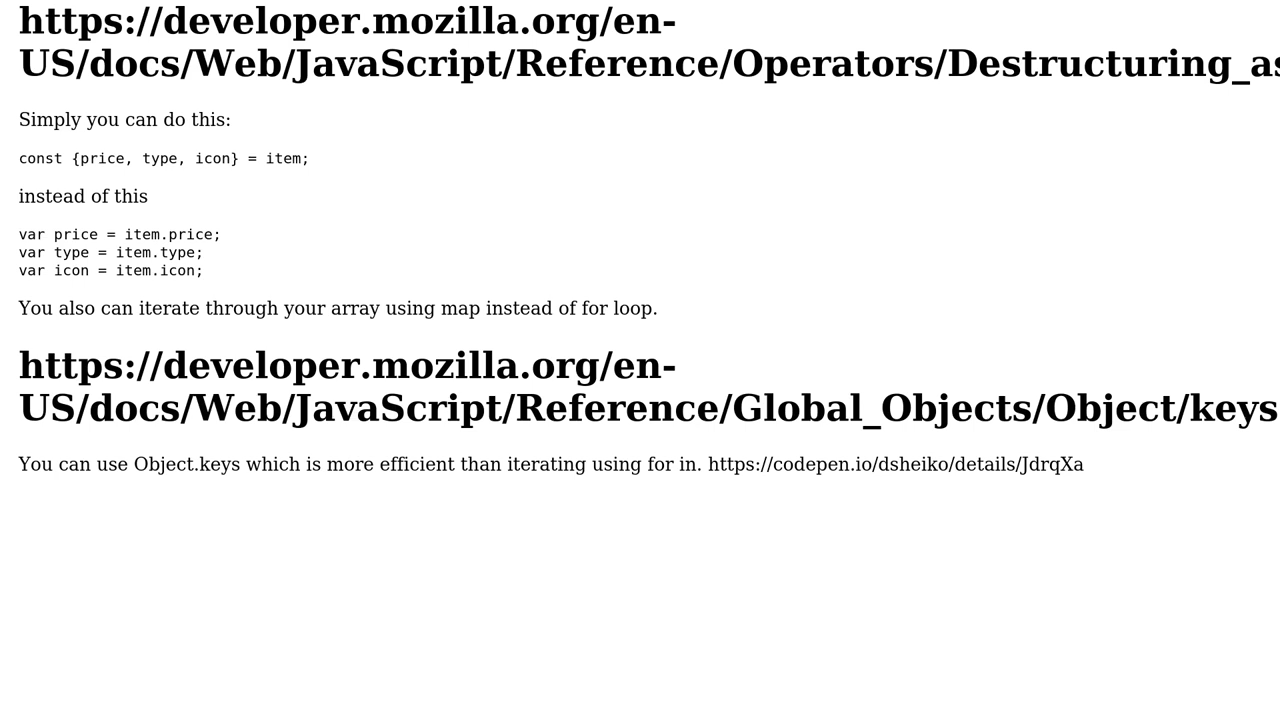 https://developer.mozilla.org/en-
US/docs/Web/JavaScript/Reference/Operators/Destructuring_as
Simply you can do this:
const {price, type, icon} = item;
instead of this
var price = item.price;
var type = item.type;
var icon = item.icon;
You also can iterate through your array using map instead of for loop.
https://developer.mozilla.org/en-
US/docs/Web/JavaScript/Reference/Global_Objects/Object/keys
You can use Object.keys which is more efficient than iterating using for in. https://codepen.io/dsheiko/details/JdrqXa